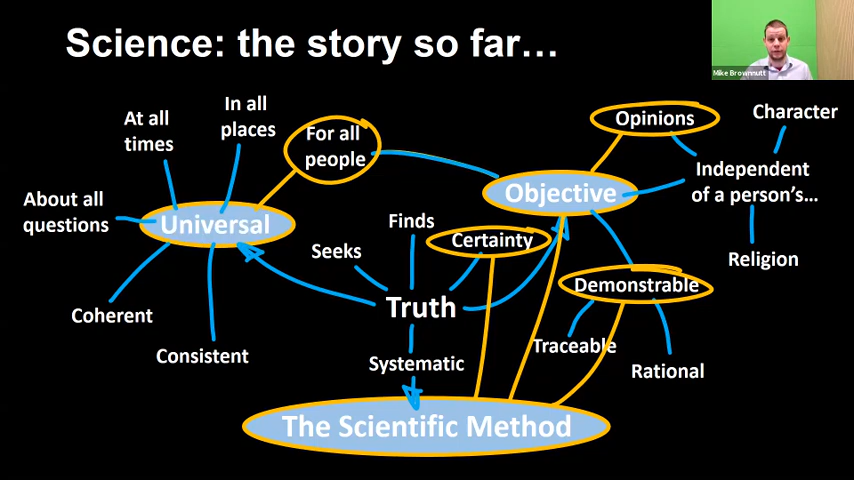 Science: the story so far…
Mike Brownnutt
At all
times
In all
places
For all
people
Opinions
Character
About all
questions
Universal
Objective
Independent
of a person's…
Finds
Seeks
Certainty
Religion
Demonstrable
Coherent
Truth
Consistent
Systematic
Traceable
Rational
The Scientific Method